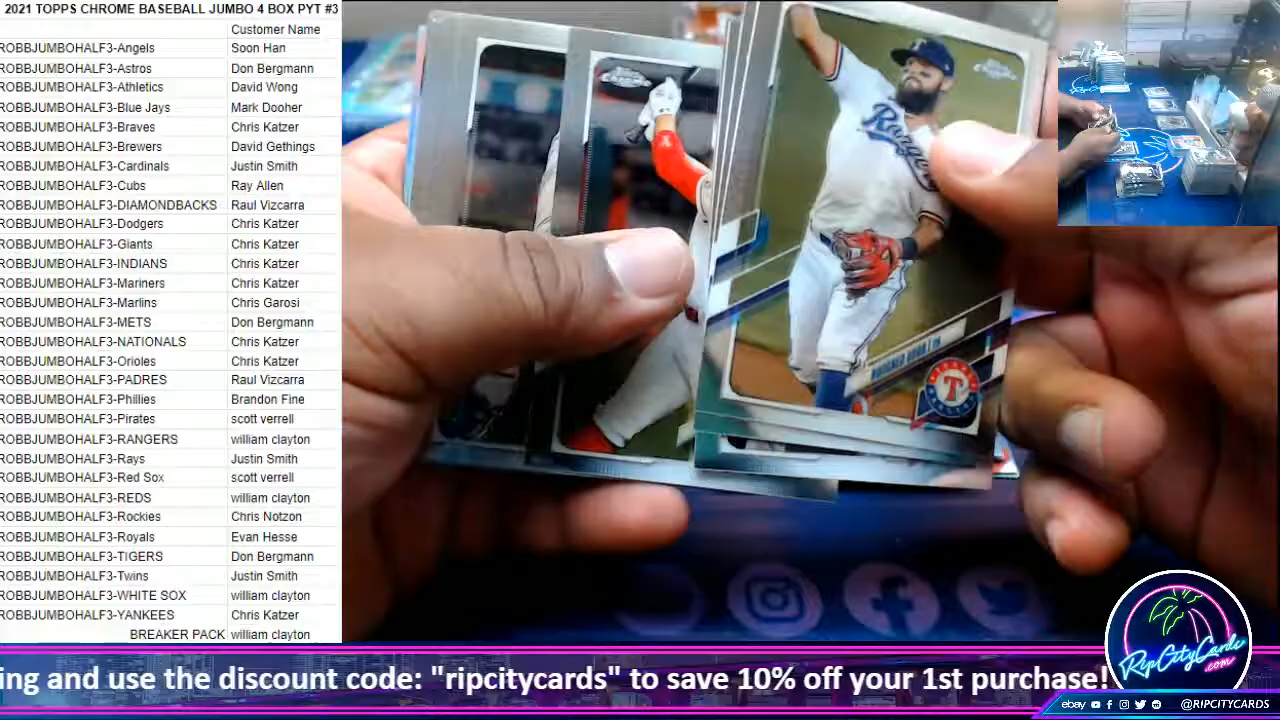 2021 TOPPS CHROME BASEBALL JUMBO 4 BOX PYT #3
Customer Name
ROBBJUMBOHALF3-Angels Soon Han
ROBBJUMBOHALF3-Astros Don Bergmann
ROBBJUMBOHALF3-Athletics David Wong
ROBBJUMBOHALF3-Blue Jays Mark Dooher
ROBBJUMBOHALF3-Braves Chris Katzer
ROBBJUMBOHALF3-Brewers David Gethings
ROBBJUMBOHALF3-Cardinals Justin Smith
ROBBJUMBOHALF3-Cubs Ray Allen
ROBBJUMBOHALF3-DIAMONDBACKS Raul Vizcarra
ROBBJUMBOHALF3-Dodgers Chris Katzer
ROBBJUMBOHALF3-Giants Chris Katzer
ROBBJUMBOHALF3-INDIANS Chris Katzer
ROBBJUMBOHALF3-Mariners Chris Katzer
ROBBJUMBOHALF3-Marlins Chris Garosi
ROBBJUMBOHALF3-METS Don Bergmann
ROBBJUMBOHALF3-NATIONALS Chris Katzer
ROBBJUMBOHALF3-Orioles Chris Katzer
ROBBJUMBOHALF3-PADRES Raul Vizcarra
ROBBJUMBOHALF3-Phillies Brandon Fine
ROBBJUMBOHALF3-Pirates scott verrell
ROBBJUMBOHALF3-RANGERS william clayton
ROBBJUMBOHALF3-Rays Justin Smith
ROBBJUMBOHALF3-Red Sox scott verrell
ROBBJUMBOHALF3-REDS william clayton
ROBBJUMBOHALF3-Rockies Chris Notzon
ROBBJUMBOHALF3-Royals Evan Hesse
ROBBJUMBOHALF3-TIGERS Don Bergmann
ROBBJUMBOHALF3-Twins Justin Smith
ROBBJUMBOHALF3-WHITE SOX william clayton
ROBBJUMBOHALF3-YANKEES Chris Katzer
BREAKER PACK william clayton
Rangers
T
RipCityCards
.com
ing and use the discount code: "ripcitycards" to save 10% off your 1st purchase!
ebay @RIPCITYCARDS